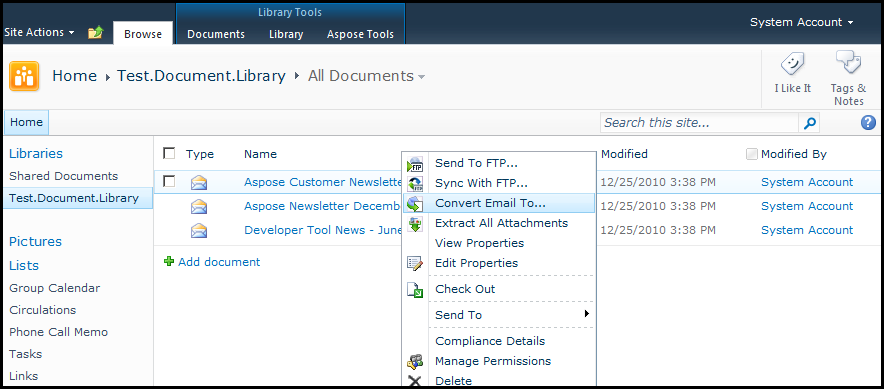 Library Tools
System Account
Site Actions
Browse
Documents
Library
Aspose Tools
Home ▸ Test.Document.Library ▸ All Documents
I Like It
Tags &
Notes
Home
Search this site...
Libraries
Shared Documents
Test.Document.Library
Pictures
Lists
Group Calendar
Circulations
Phone Call Memo
Tasks
Links
Type Name Modified Modified By
Aspose Customer Newslette 12/25/2010 3:38 PM System Account
Aspose Newsletter Decemb 12/25/2010 3:38 PM System Account
Developer Tool News - June 12/25/2010 3:38 PM System Account
Add document
Send To FTP...
Sync With FTP...
Convert Email To...
Extract All Attachments
View Properties
Edit Properties
Check Out
Send To
Compliance Details
Manage Permissions
Delete